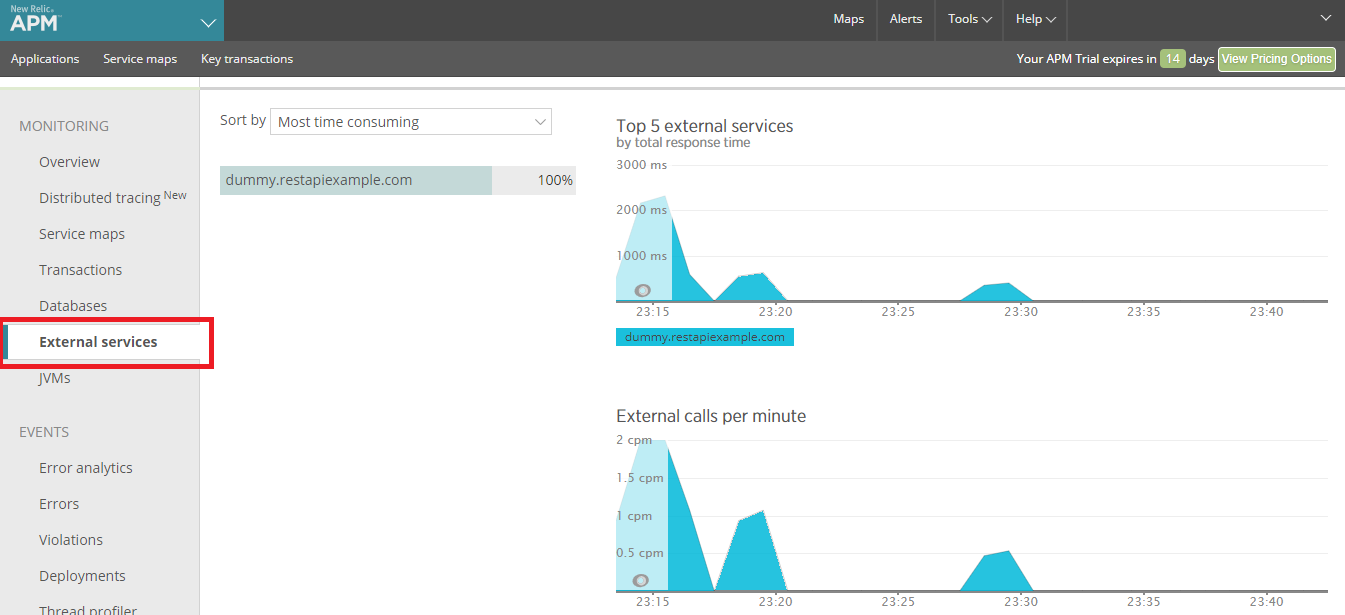 New Relic®
APM™
Maps
Alerts
Tools
Help
Applications
Service maps
Key transactions
Your APM Trial expires in 14 days
View Pricing Options
MONITORING
Overview
Distributed tracing New
Service maps
Transactions
Databases
External services
JVMs
EVENTS
Error analytics
Errors
Violations
Deployments
Thread profiler
Sort by Most time consuming
dummy.restapiexample.com 100%
Top 5 external services
by total response time
3000 ms
2000 ms
1000 ms
23:15 23:20 23:25 23:30 23:35 23:40
dummy.restapiexample.com
External calls per minute
2 cpm
1.5 cpm
1 cpm
0.5 cpm
23:15 23:20 23:25 23:30 23:35 23:40